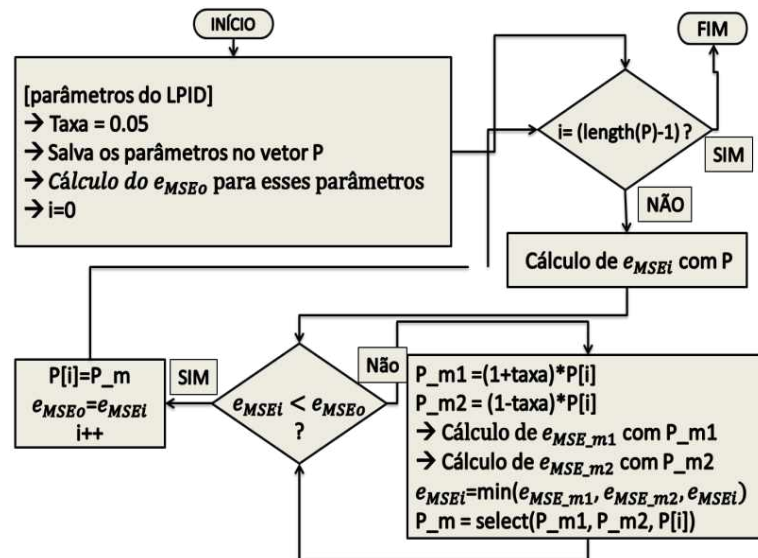 INÍCIO
[parâmetros do LPID]
→ Taxa = 0.05
→ Salva os parâmetros no vetor P
→ Cálculo do e_MSEo para esses parâmetros
→ i=0
i= (length(P)-1) ?
FIM
SIM
NÃO
Cálculo de e_MSEi com P
e_MSEi < e_MSEo
?
SIM
Não
P[i]=P_m
e_MSEo=e_MSEi
i++
P_m1 =(1+taxa)*P[i]
P_m2 = (1-taxa)*P[i]
→ Cálculo de e_MSE_m1 com P_m1
→ Cálculo de e_MSE_m2 com P_m2
e_MSEi=min(e_MSE_m1, e_MSE_m2, e_MSEi)
P_m = select(P_m1, P_m2, P[i])